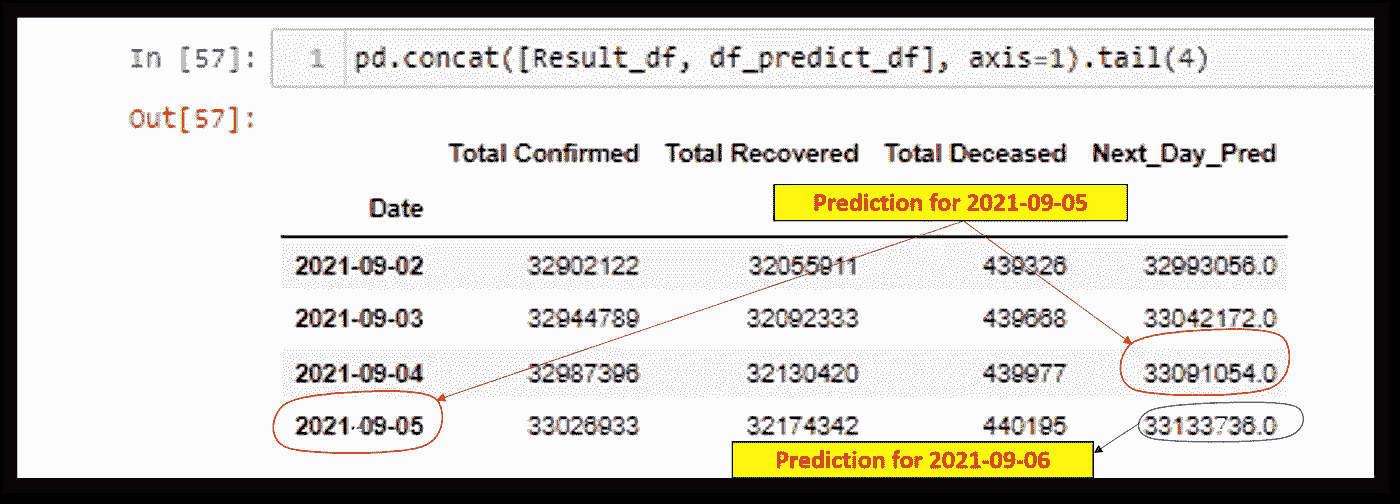 In [57]: 1 pd.concat([Result_df, df_predict_df], axis=1).tail(4)
Out[57]:
Total Confirmed Total Recovered Total Deceased Next_Day_Pred
Prediction for 2021-09-05
Date
2021-09-02 32902122 32055911 439326 32993056.0
2021-09-03 32944789 32092333 439668 33042172.0
2021-09-04 32987396 32130420 439977 33091054.0
2021-09-05 33026933 32174342 440195 33133736.0
Prediction for 2021-09-06